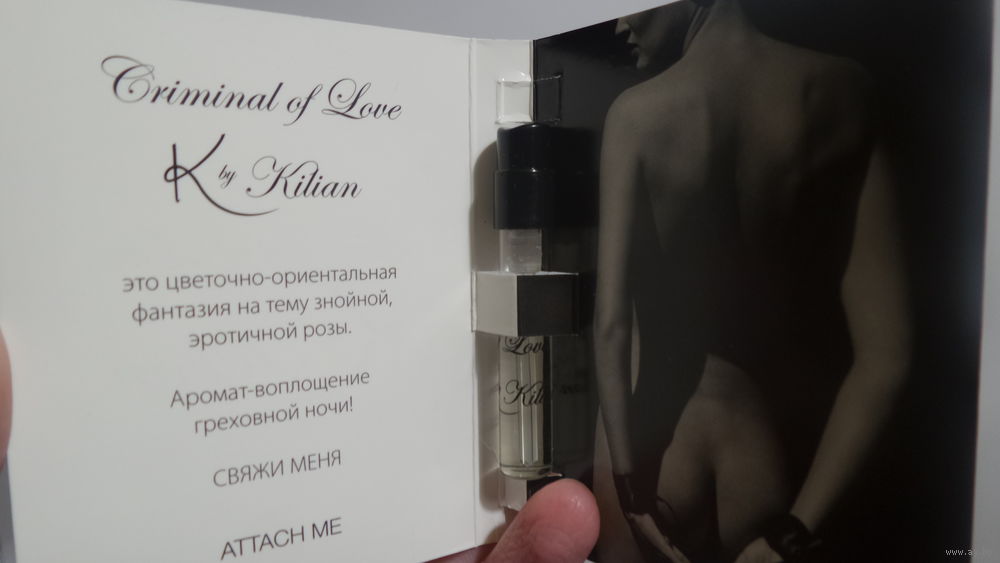 Criminal of Love
K by Kilian
это цветочно-ориентальная
фантазия на тему знойной,
эротичной розы.
Аромат-воплощение
греховной ночи!
СВЯЖИ МЕНЯ
ATTACH ME
Love